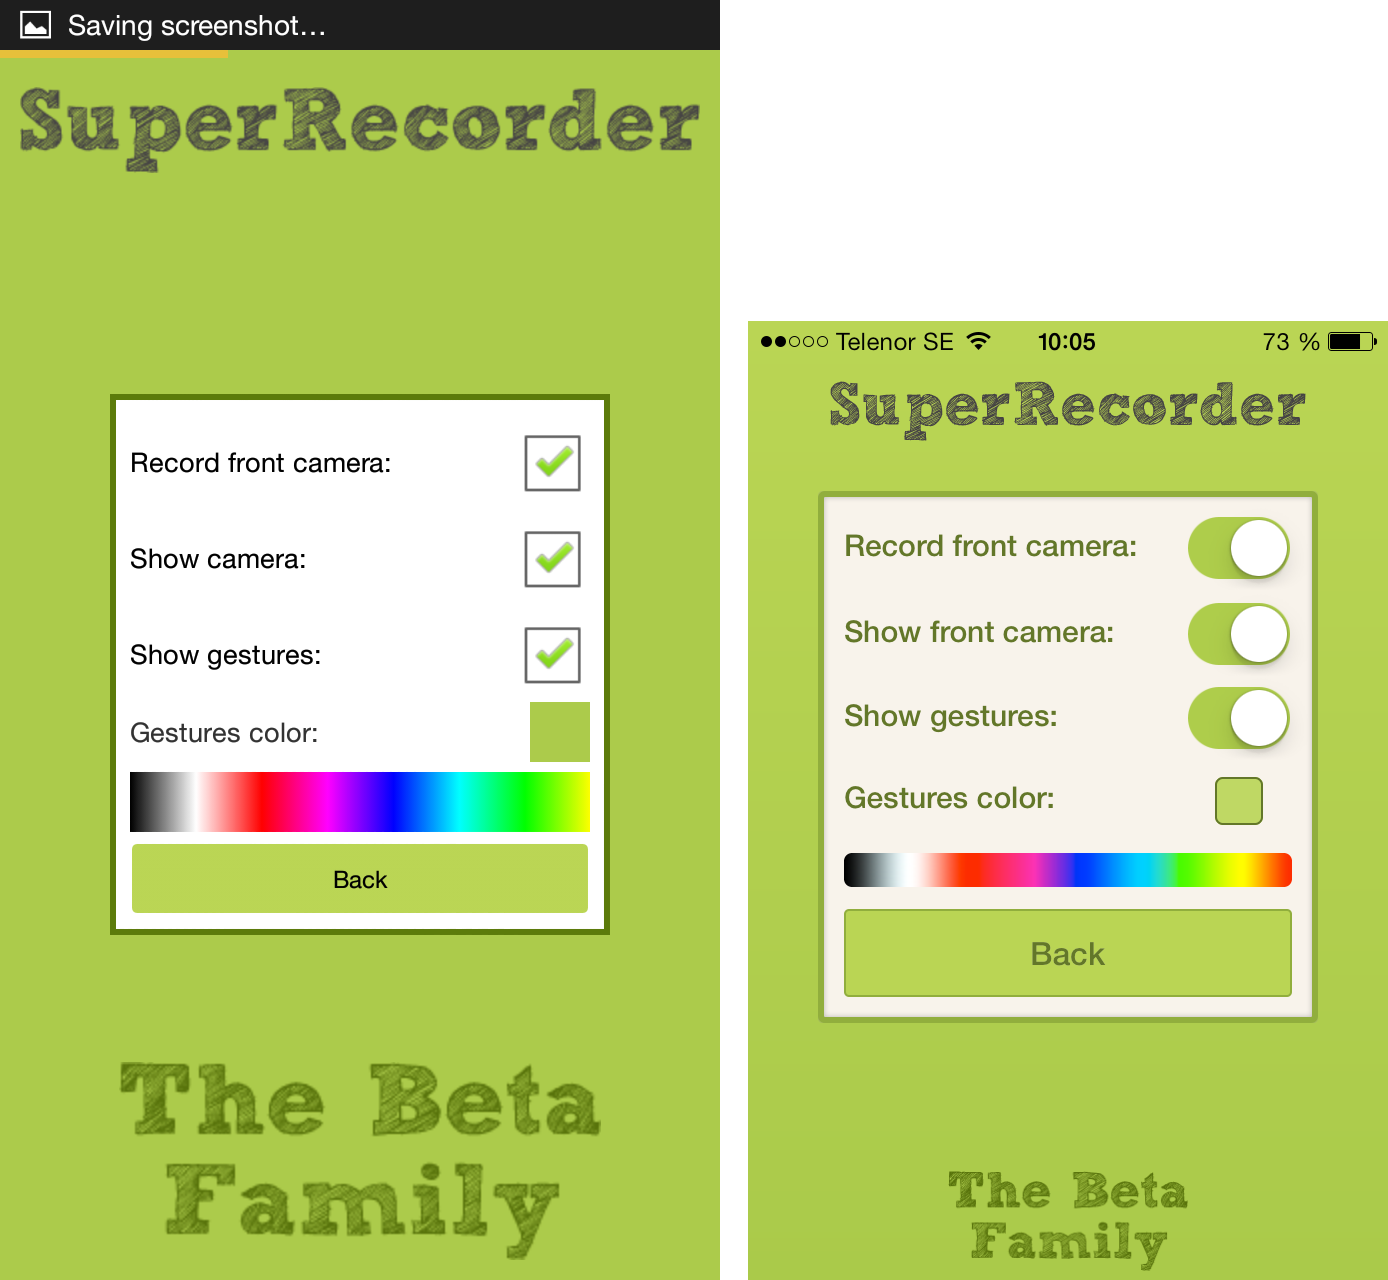 Saving screenshot...
SuperRecorder
Record front camera:
Show camera:
Show gestures:
Gestures color:
Back
The Beta
Family
Telenor SE 10:05 73 %
SuperRecorder
Record front camera:
Show front camera:
Show gestures:
Gestures color:
Back
The Beta
Family